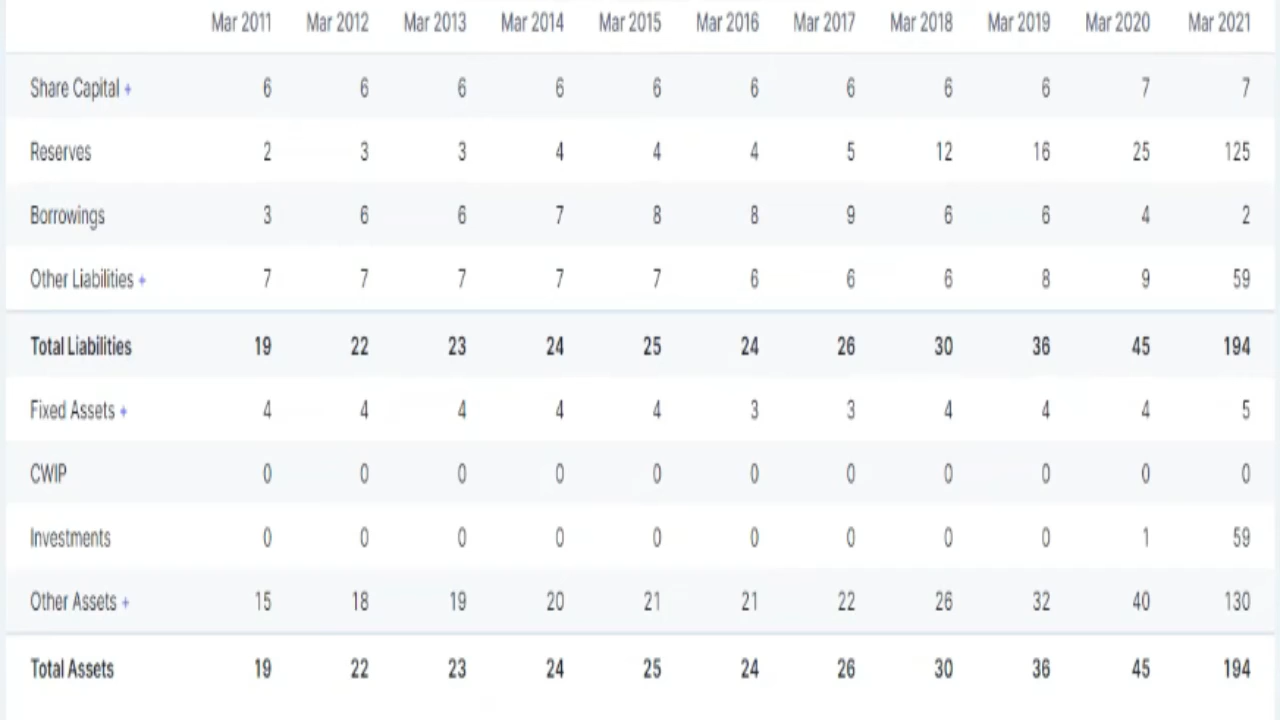 Mar 2011 Mar 2012 Mar 2013 Mar 2014 Mar 2015 Mar 2016 Mar 2017 Mar 2018 Mar 2019 Mar 2020 Mar 2021
Share Capital + 6 6 6 6 6 6 6 6 6 7 7
Reserves 2 3 3 4 4 4 5 12 16 25 125
Borrowings 3 6 6 7 8 8 9 6 6 4 2
Other Liabilities + 7 7 7 7 7 6 6 6 8 9 59
Total Liabilities 19 22 23 24 25 24 26 30 36 45 194
Fixed Assets + 4 4 4 4 4 3 3 4 4 4 5
CWIP 0 0 0 0 0 0 0 0 0 0 0
Investments 0 0 0 0 0 0 0 0 0 1 59
Other Assets + 15 18 19 20 21 21 22 26 32 40 130
Total Assets 19 22 23 24 25 24 26 30 36 45 194